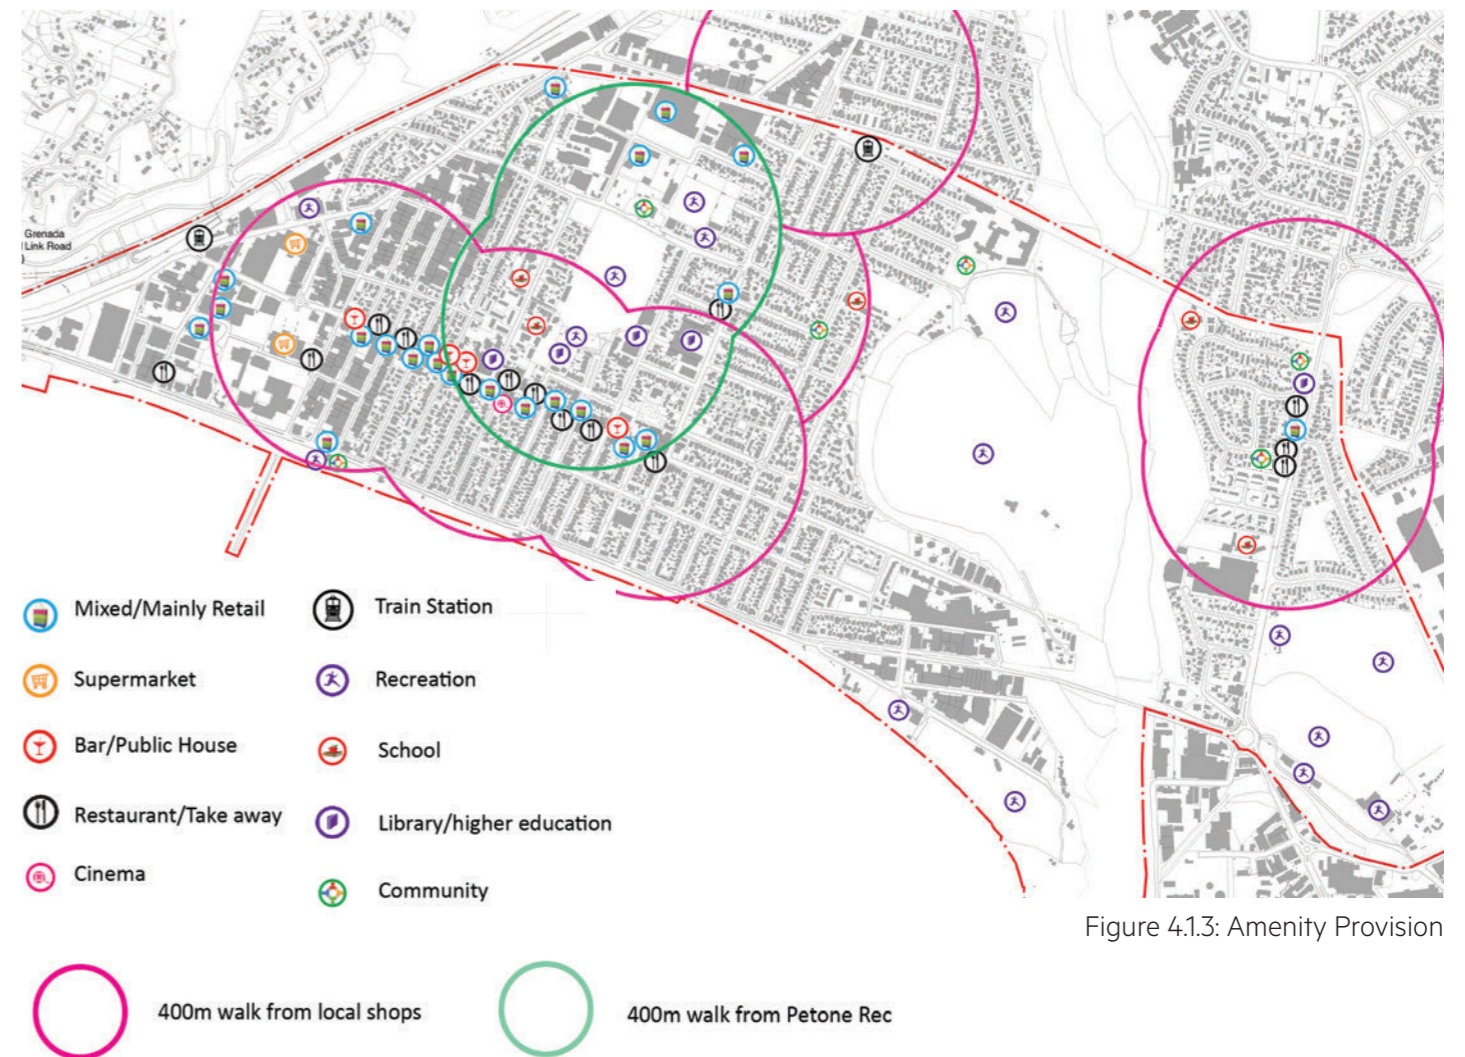 Grenada
Link Road
Mixed/Mainly Retail
Train Station
Supermarket
Recreation
Bar/Public House
School
Restaurant/Take away
Library/higher education
Cinema
Community
Figure 4.1.3: Amenity Provision
400m walk from local shops
400m walk from Petone Rec